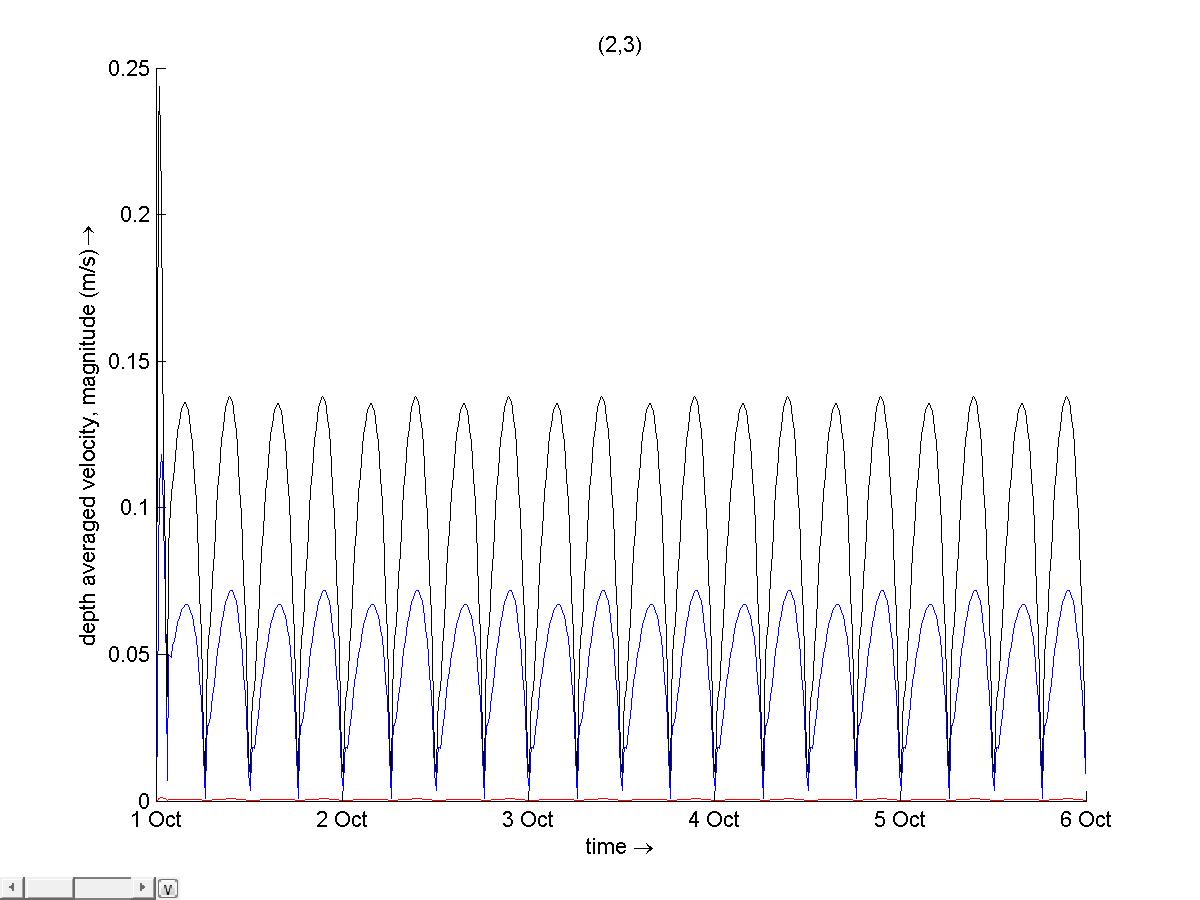 (2,3)
depth averaged velocity, magnitude (m/s) →
0.25
0.2
0.15
0.1
0.05
0
1 Oct
2 Oct
3 Oct
4 Oct
5 Oct
6 Oct
time →
V